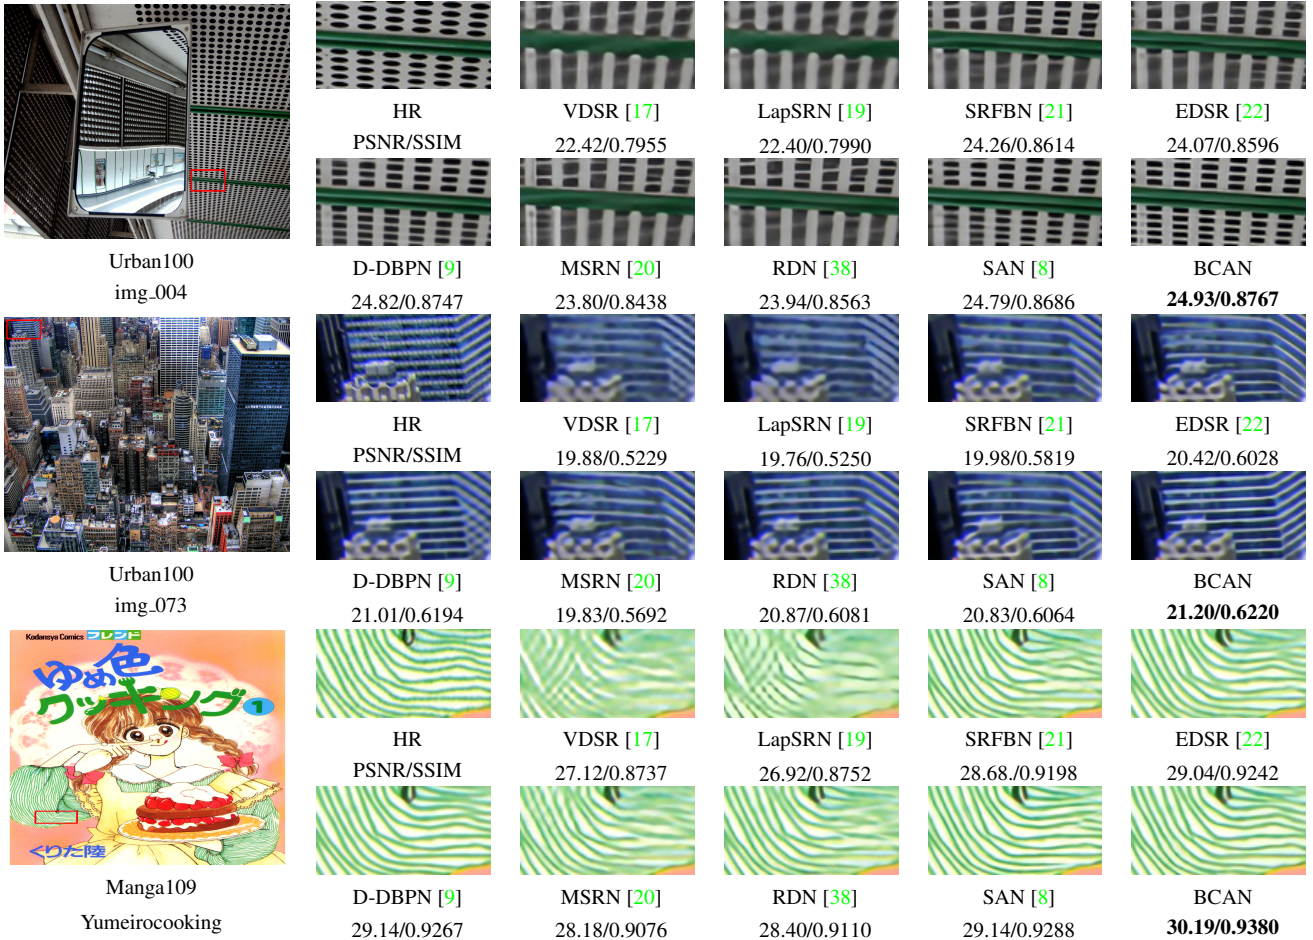 HR VDSR [17] LapSRN [19] SRFBN [21] EDSR [22]
PSNR/SSIM 22.42/0.7955 22.40/0.7990 24.26/0.8614 24.07/0.8596
Urban100
img_004
D-DBPN [9] MSRN [20] RDN [38] SAN [8] BCAN
24.82/0.8747 23.80/0.8438 23.94/0.8563 24.79/0.8686 24.93/0.8767
HR VDSR [17] LapSRN [19] SRFBN [21] EDSR [22]
PSNR/SSIM 19.88/0.5229 19.76/0.5250 19.98/0.5819 20.42/0.6028
Urban100
img_073
D-DBPN [9] MSRN [20] RDN [38] SAN [8] BCAN
21.01/0.6194 19.83/0.5692 20.87/0.6081 20.83/0.6064 21.20/0.6220
Kodansya Comics フレンド
ゆめ色
クッキング 1
くりた陸
HR VDSR [17] LapSRN [19] SRFBN [21] EDSR [22]
PSNR/SSIM 27.12/0.8737 26.92/0.8752 28.68./0.9198 29.04/0.9242
Manga109
Yumeirocooking
D-DBPN [9] MSRN [20] RDN [38] SAN [8] BCAN
29.14/0.9267 28.18/0.9076 28.40/0.9110 29.14/0.9288 30.19/0.9380